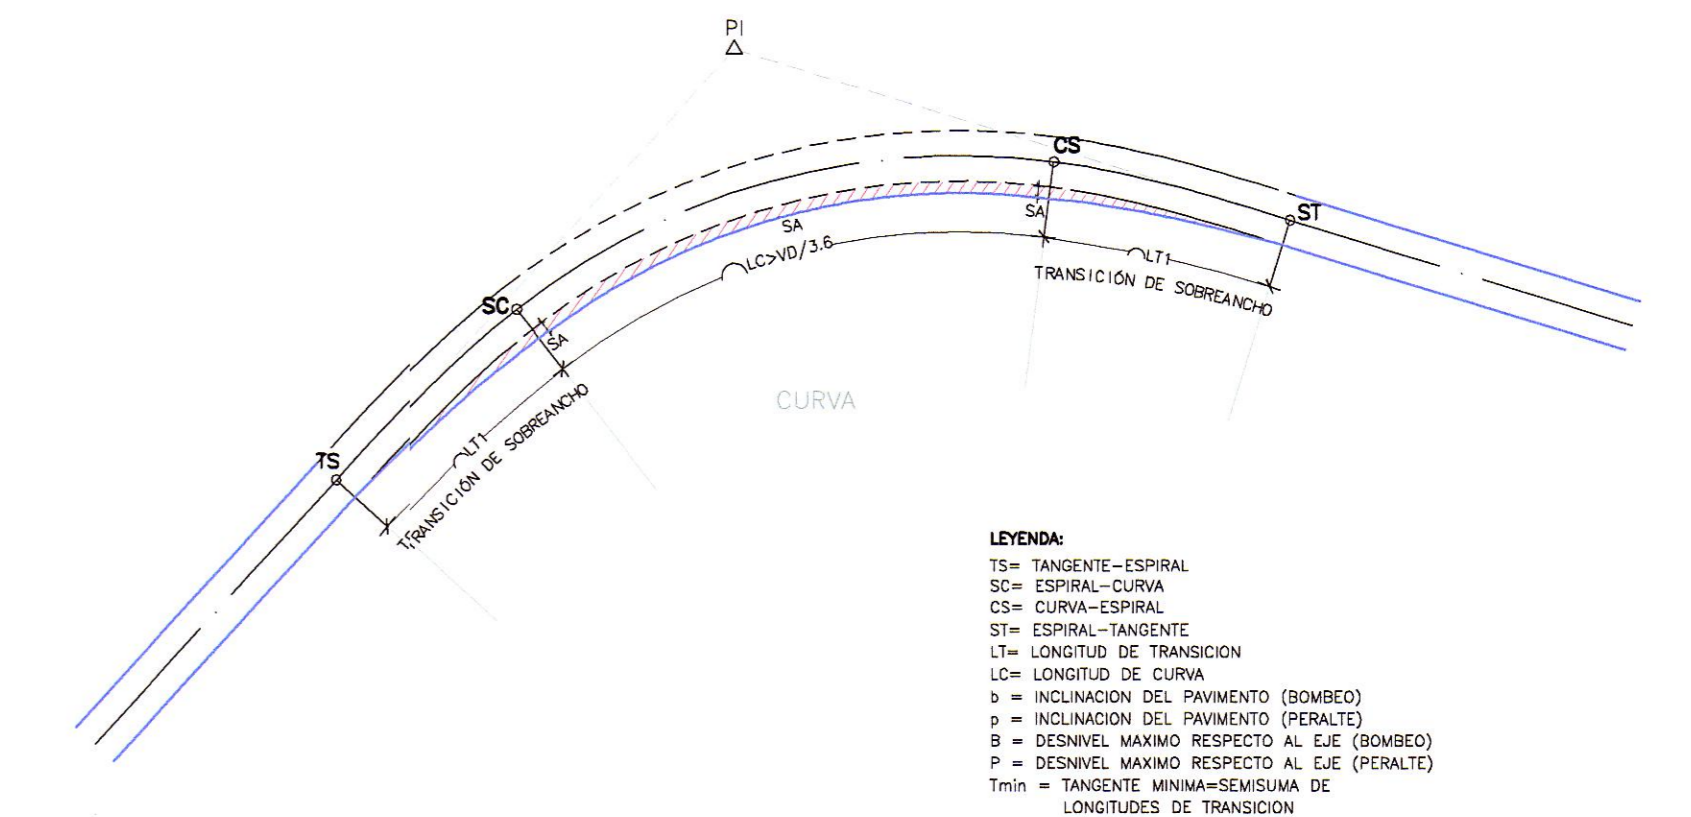 PI
CS
ST
SA
SA
LC>VD/3.6
LT1
TRANSICIÓN DE SOBREANCHO
SC
SA
CURVA
LT1
TRANSICIÓN DE SOBREANCHO
TS
LEYENDA:
TS= TANGENTE-ESPIRAL
SC= ESPIRAL-CURVA
CS= CURVA-ESPIRAL
ST= ESPIRAL-TANGENTE
LT= LONGITUD DE TRANSICION
LC= LONGITUD DE CURVA
b = INCLINACION DEL PAVIMENTO (BOMBEO)
p = INCLINACION DEL PAVIMENTO (PERALTE)
B = DESNIVEL MAXIMO RESPECTO AL EJE (BOMBEO)
P = DESNIVEL MAXIMO RESPECTO AL EJE (PERALTE)
Tmin = TANGENTE MINIMA=SEMISUMA DE
LONGITUDES DE TRANSICION